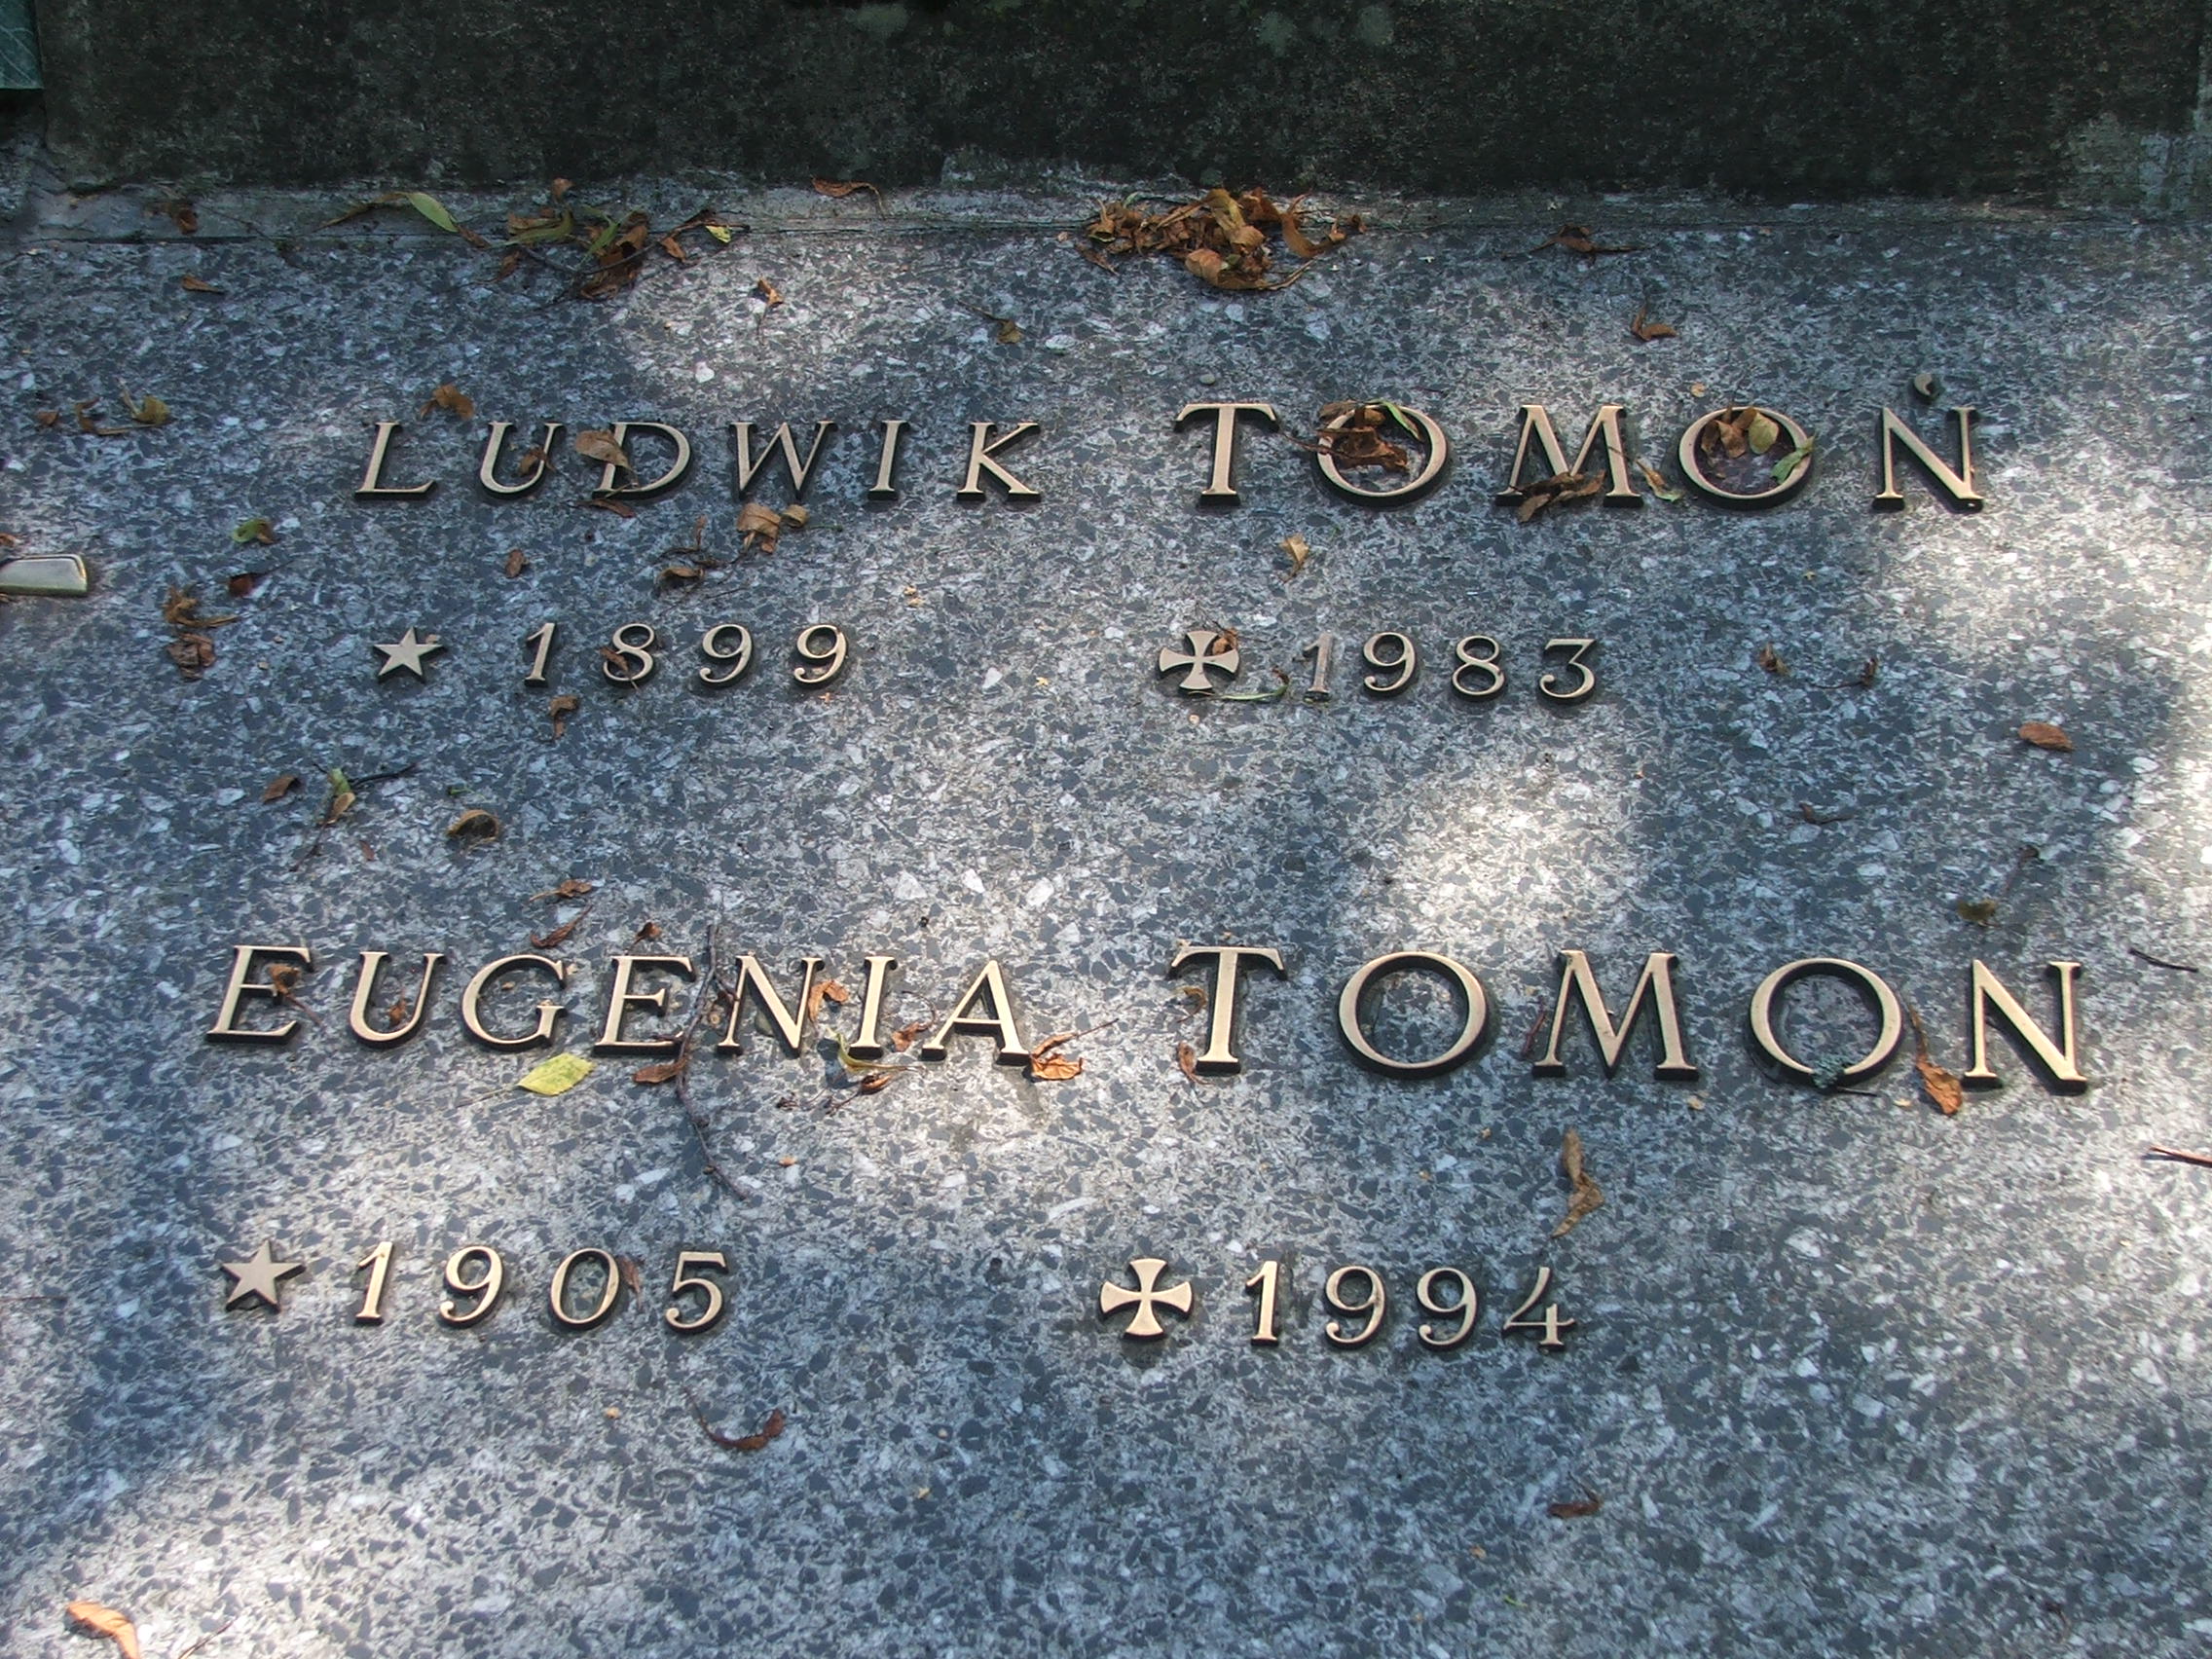 LUDWIK TOMOŃ
★ 1899 ✠ 1983
EUGENIA TOMON
★ 1905 ✠ 1994